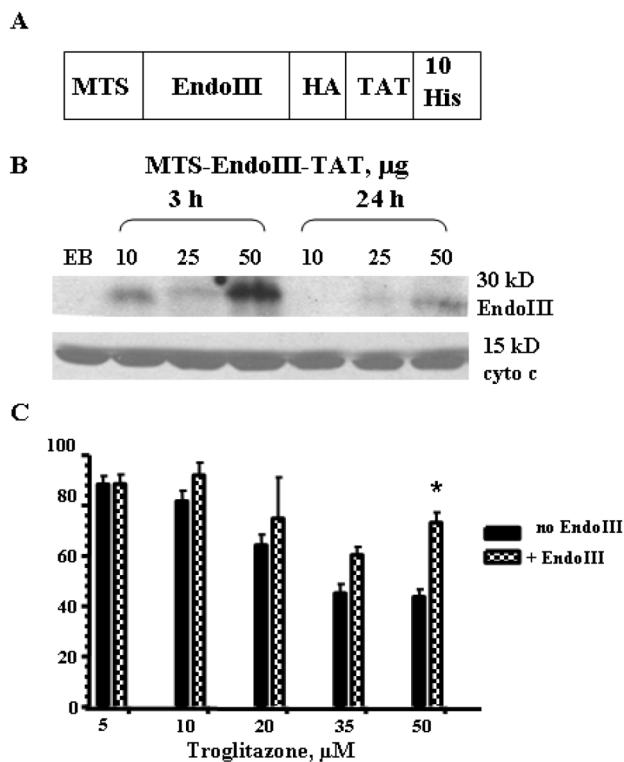 A
MTS EndoIII HA TAT 10 His
B
MTS-EndoIII-TAT, µg
3 h 24 h
EB 10 25 50 10 25 50
30 kD
EndoIII
15 kD
cyto c
C
100
80
60
40
20
0
*
no EndoIII
+ EndoIII
5 10 20 35 50
Troglitazone, µM